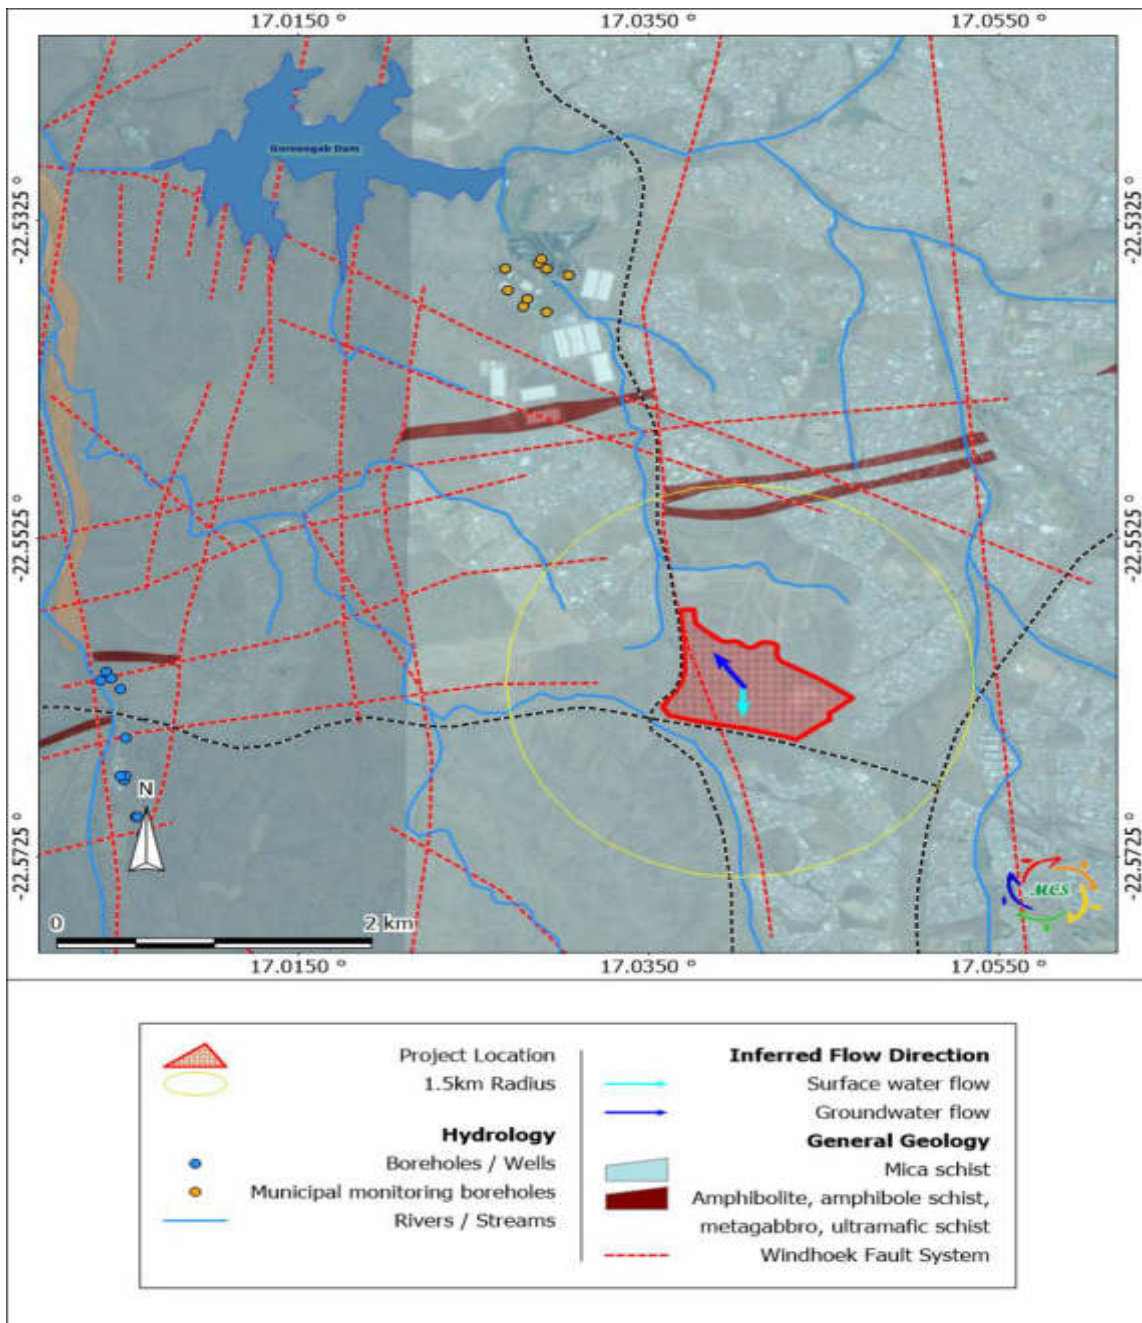 17.0150 °
17.0350 °
17.0550 °
-22.5325 °
-22.5325 °
-22.5525 °
-22.5525 °
-22.5725 °
-22.5725 °
Goreangab Dam
N
0
2 km
MCS
17.0150 °
17.0350 °
17.0550 °
Project Location
1.5km Radius
Hydrology
Boreholes / Wells
Municipal monitoring boreholes
Rivers / Streams
Inferred Flow Direction
Surface water flow
Groundwater flow
General Geology
Mica schist
Amphibolite, amphibole schist,
metagabbro, ultramafic schist
Windhoek Fault System